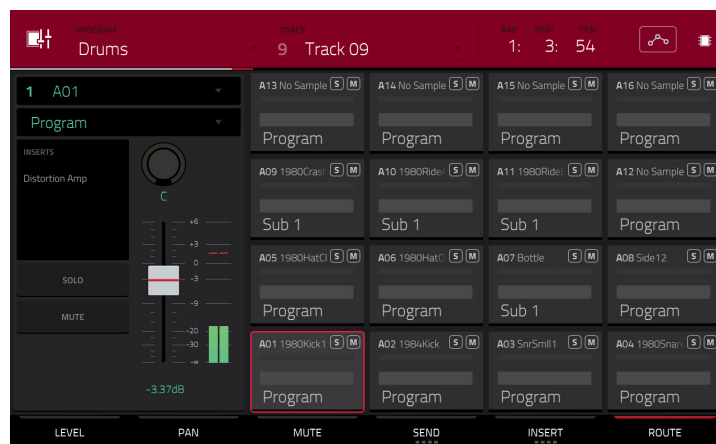 PROGRAM
Drums
TRACK
9 Track 09
BAR BEAT TICK
1: 3: 54
1 A01
Program
INSERTS
Distortion Amp
C
+6
+3
0
-3
-9
-20
-30
-∞
SOLO
MUTE
-3.37dB
A13 No Sample S M
Program
A14 No Sample S M
Program
A15 No Sample S M
Program
A16 No Sample S M
Program
A09 1980Cras S M
Sub 1
A10 1980Ride S M
Sub 1
A11 1980Ride S M
Sub 1
A12 No Sample S M
Program
A05 1980HatCl S M
Program
A06 1980Hat S M
Program
A07 Bottle S M
Sub 1
A08 Side12 S M
Program
A01 1980Kick1 S M
Program
A02 1984Kick S M
Program
A03 SnrSmll1 S M
Program
A04 1980Snar S M
Program
LEVEL PAN MUTE SEND INSERT ROUTE